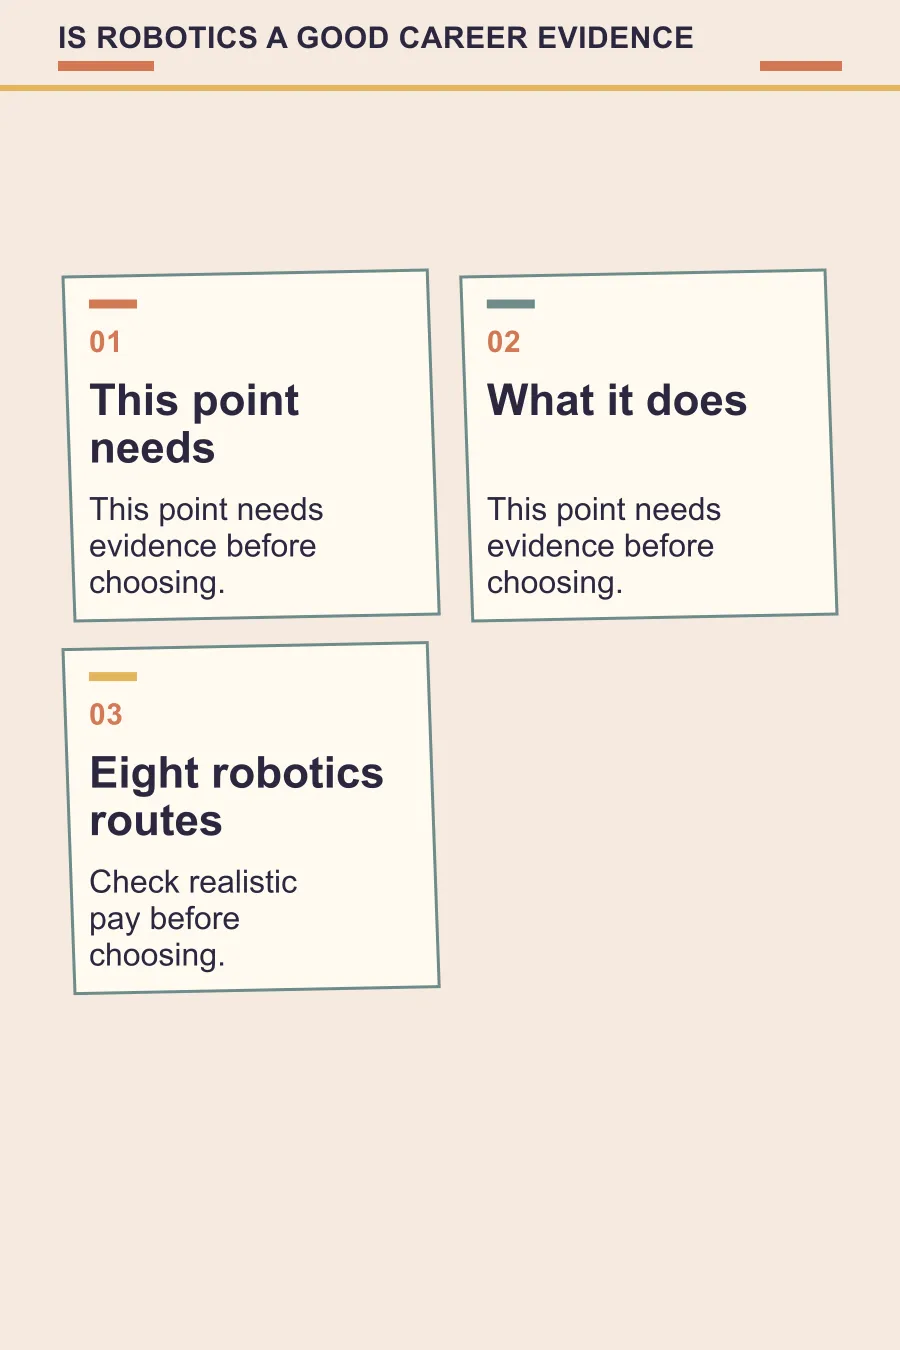 IS ROBOTICS A GOOD CAREER EVIDENCE
01
This point
needs
This point needs
evidence before
choosing.
02
What it does
This point needs
evidence before
choosing.
03
Eight robotics
routes
Check realistic
pay before
choosing.